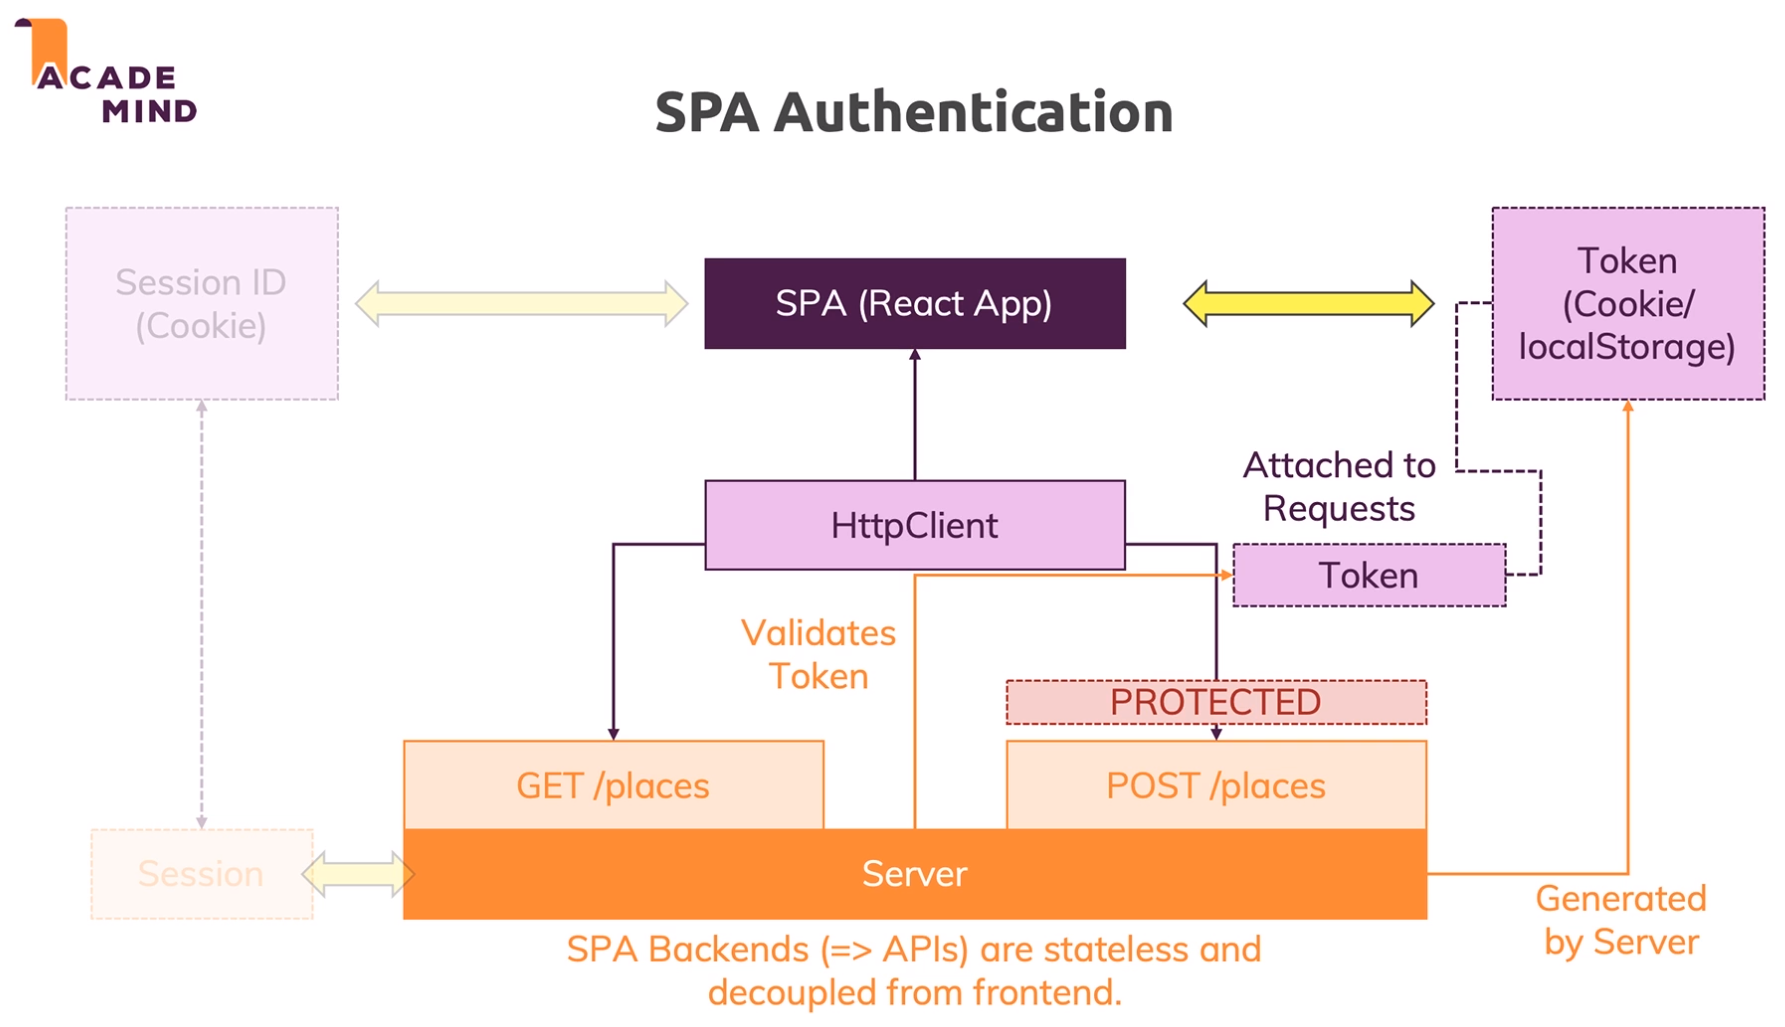 ACADE
MIND
SPA Authentication
Session ID
(Cookie)
SPA (React App)
Token
(Cookie/
localStorage)
Attached to
Requests
HttpClient
Token
Validates
Token
PROTECTED
GET /places
POST /places
Session
Server
Generated
by Server
SPA Backends (=> APIs) are stateless and
decoupled from frontend.